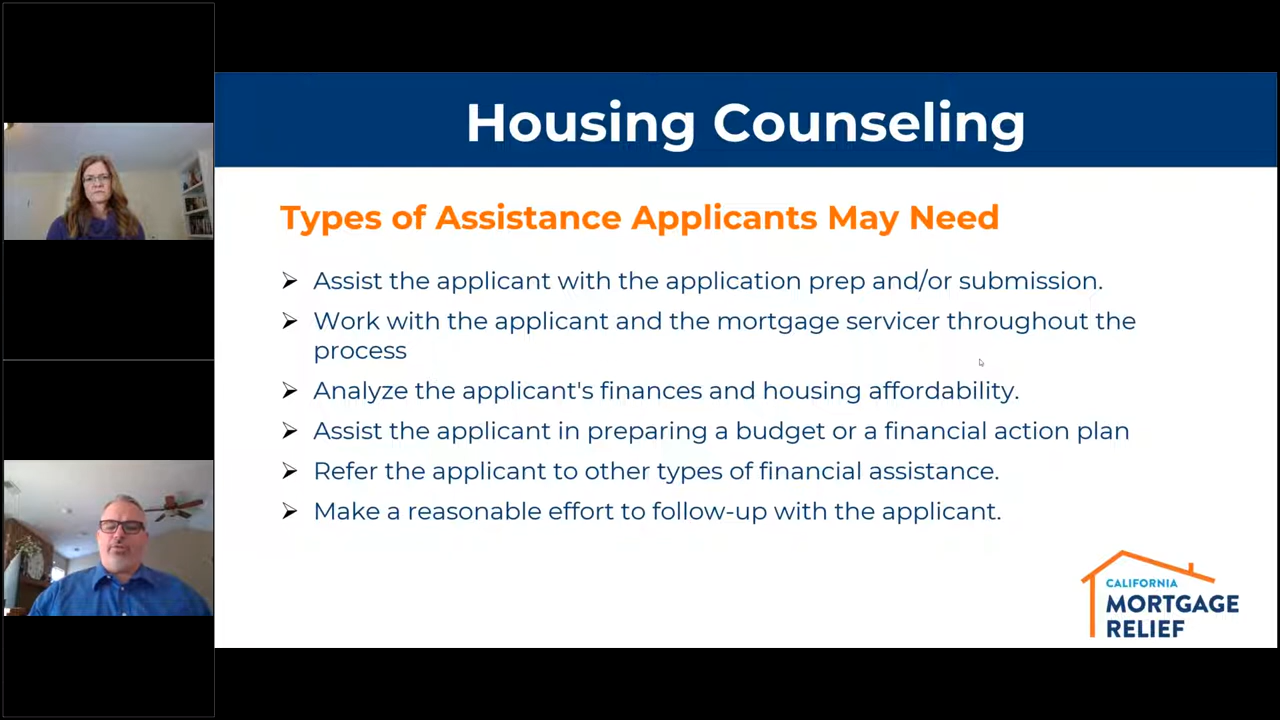 Housing Counseling
Types of Assistance Applicants May Need
Assist the applicant with the application prep and/or submission.
Work with the applicant and the mortgage servicer throughout the
process
Analyze the applicant's finances and housing affordability.
Assist the applicant in preparing a budget or a financial action plan
Refer the applicant to other types of financial assistance.
Make a reasonable effort to follow-up with the applicant.
CALIFORNIA
MORTGAGE
RELIEF